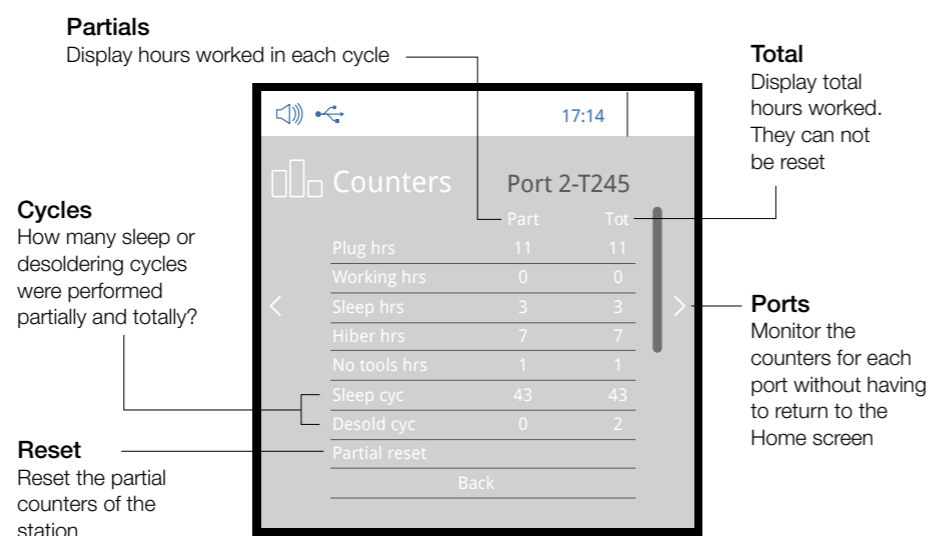 Partials
Display hours worked in each cycle
Total
Display total
hours worked.
They can not
be reset
17:14
Counters Port 2-T245
Part Tot
Plug hrs 11 11
Working hrs 0 0
Sleep hrs 3 3
Hiber hrs 7 7
No tools hrs 1 1
Sleep cyc 43 43
Desold cyc 0 2
Partial reset
Back
Cycles
How many sleep or
desoldering cycles
were performed
partially and totally?
Reset
Reset the partial
counters of the
station
Ports
Monitor the
counters for each
port without having
to return to the
Home screen